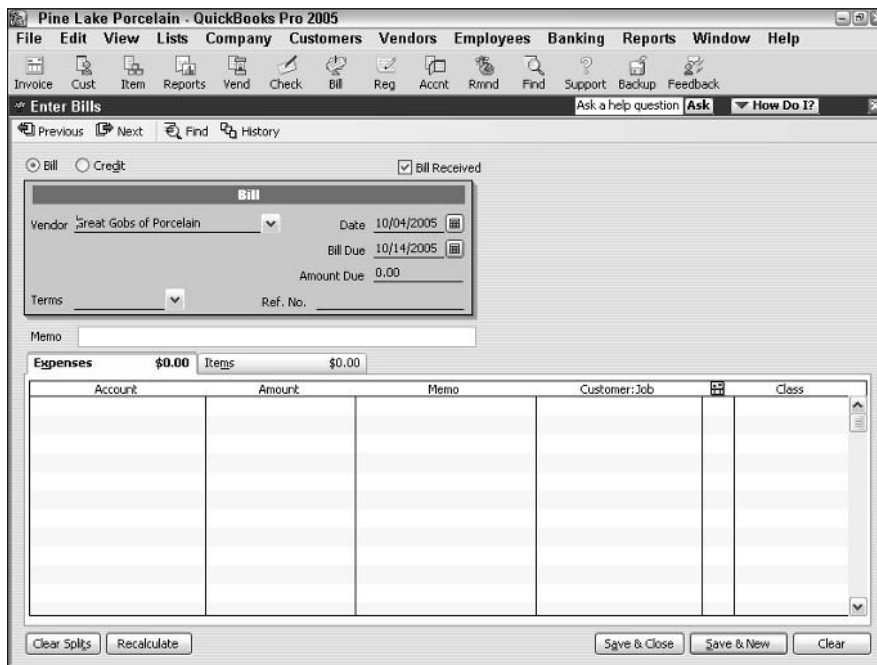 Pine Lake Porcelain - QuickBooks Pro 2005
File Edit View Lists Company Customers Vendors Employees Banking Reports Window Help
Invoice Cust Item Reports Vend Check Bill Reg Accnt Rmnd Find Support Backup Feedback
Enter Bills Ask a help question Ask How Do I?
Previous Next Find History
Bill Credit Bill Received
Bill
Vendor Great Gobs of Porcelain Date 10/04/2005
Bill Due 10/14/2005
Amount Due 0.00
Terms Ref. No.
Memo
Expenses $0.00 Items $0.00
Account Amount Memo Customer:Job Class
Clear Splits Recalculate Save & Close Save & New Clear